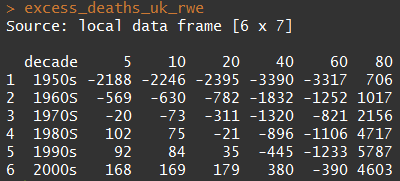 > excess_deaths_uk_rwe
Source: local data frame [6 x 7]
decade 5 10 20 40 60 80
1 1950s -2188 -2246 -2395 -3390 -3317 706
2 1960S -569 -630 -782 -1832 -1252 1017
3 1970S -20 -73 -311 -1320 -821 2156
4 1980S 102 75 -21 -896 -1106 4717
5 1990s 92 84 35 -445 -1233 5787
6 2000s 168 169 179 380 -390 4603